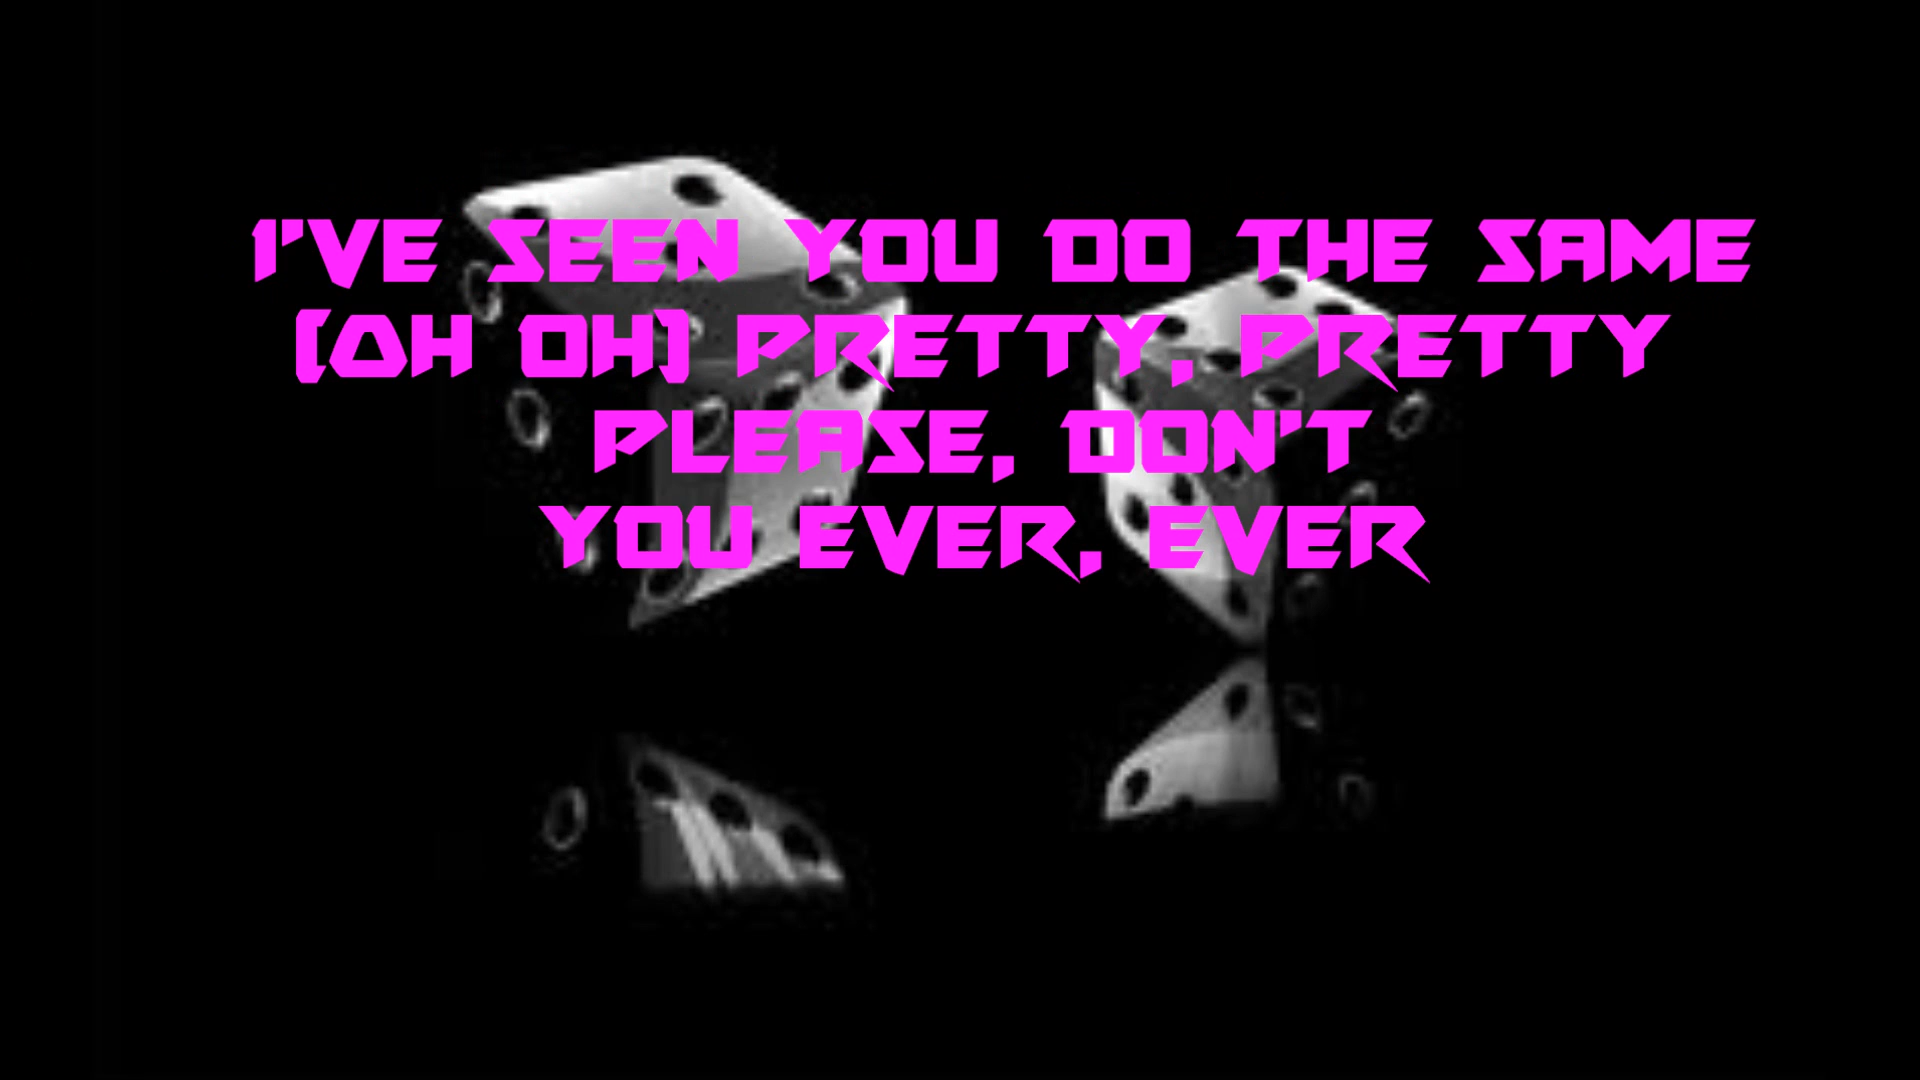 I'VE SEEN YOU DO THE SAME
(OH OH) PRETTY, PRETTY
PLEASE, DON'T
YOU EVER, EVER